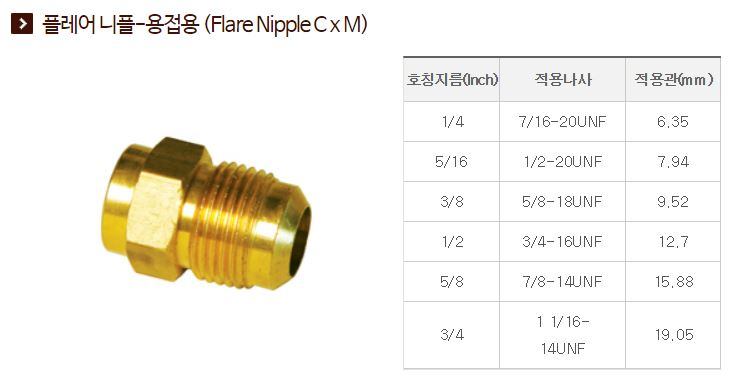 플레어 니플-용접용 (Flare Nipple C x M)
호칭지름(Inch) 적용나사 적용관(mm)
1/4 7/16-20UNF 6.35
5/16 1/2-20UNF 7.94
3/8 5/8-18UNF 9.52
1/2 3/4-16UNF 12.7
5/8 7/8-14UNF 15.88
3/4 1 1/16-14UNF 19.05